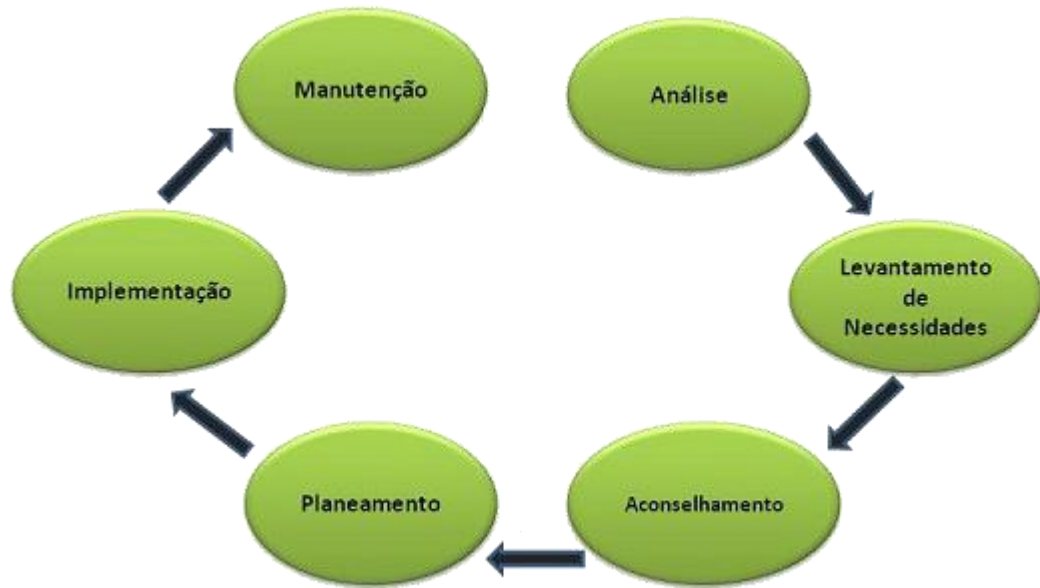 Manutenção
Análise
Implementação
Levantamento
de
Necessidades
Planeamento
Aconselhamento